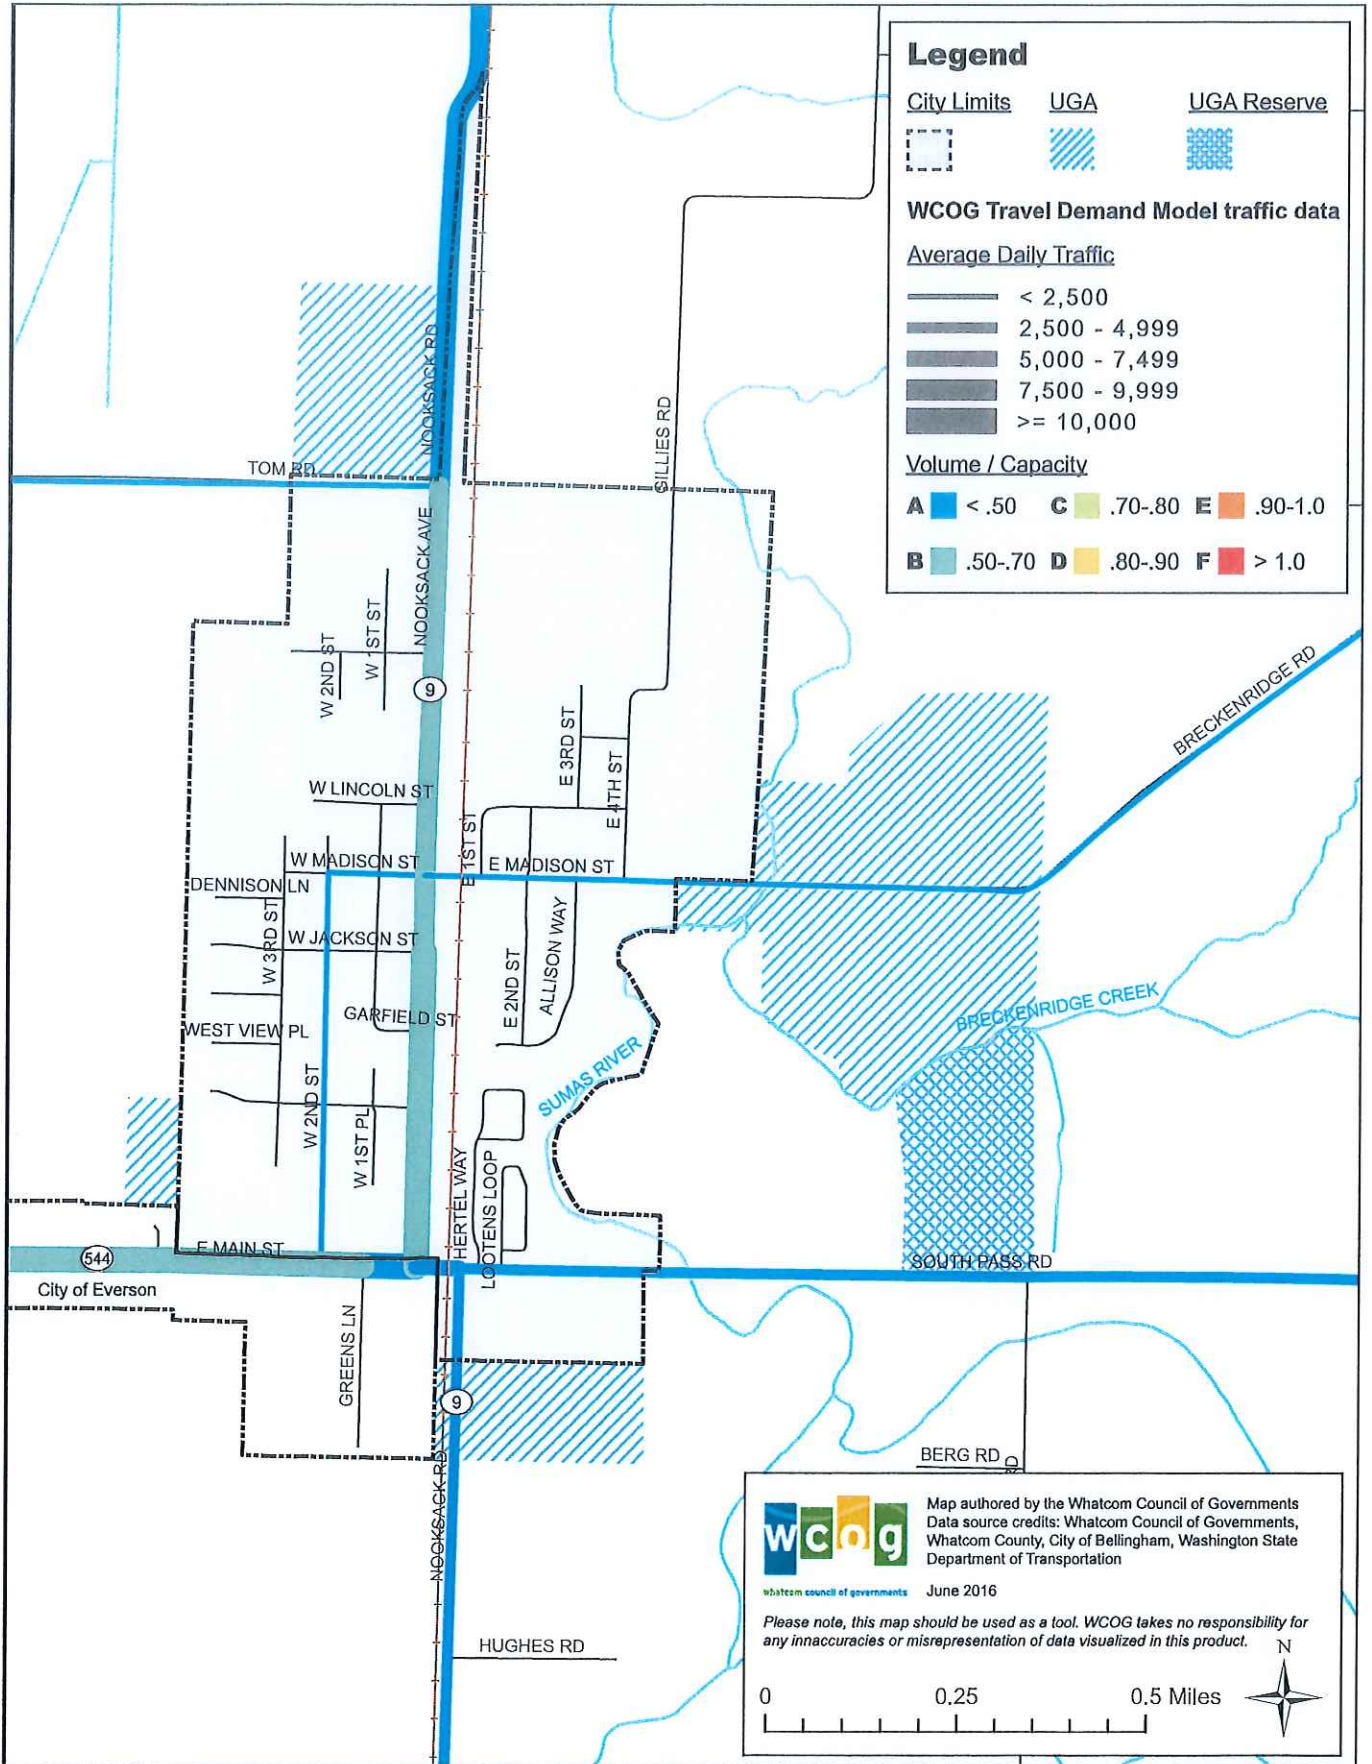 Legend
City Limits UGA UGA Reserve
WCOG Travel Demand Model traffic data
Average Daily Traffic
< 2,500
2,500 - 4,999
5,000 - 7,499
7,500 - 9,999
>= 10,000
Volume / Capacity
A < .50 C .70-.80 E .90-1.0
B .50-.70 D .80-.90 F > 1.0
NOOKSACK RD
GILLIES RD
TOM RD
NOOKSACK AVE
W 1ST ST
W 2ND ST
9
BRECKENRIDGE RD
E 3RD ST
E 4TH ST
W LINCOLN ST
E 1ST ST
W MADISON ST
E MADISON ST
DENNISON LN
W 3RD ST
W JACKSON ST
ALLISON WAY
E 2ND ST
GARFIELD ST
WEST VIEW PL
BRECKENRIDGE CREEK
SUMAS RIVER
W 2ND ST
W 1ST PL
HERTEL WAY
LOOTENS LOOP
E MAIN ST
544
SOUTH PASS RD
City of Everson
GREENS LN
9
NOOKSACK RD
BERG RD
RD
HUGHES RD
wcog
whatcom council of governments
Map authored by the Whatcom Council of Governments
Data source credits: Whatcom Council of Governments,
Whatcom County, City of Bellingham, Washington State
Department of Transportation
June 2016
Please note, this map should be used as a tool. WCOG takes no responsibility for
any innaccuracies or misrepresentation of data visualized in this product.
N
0 0.25 0.5 Miles